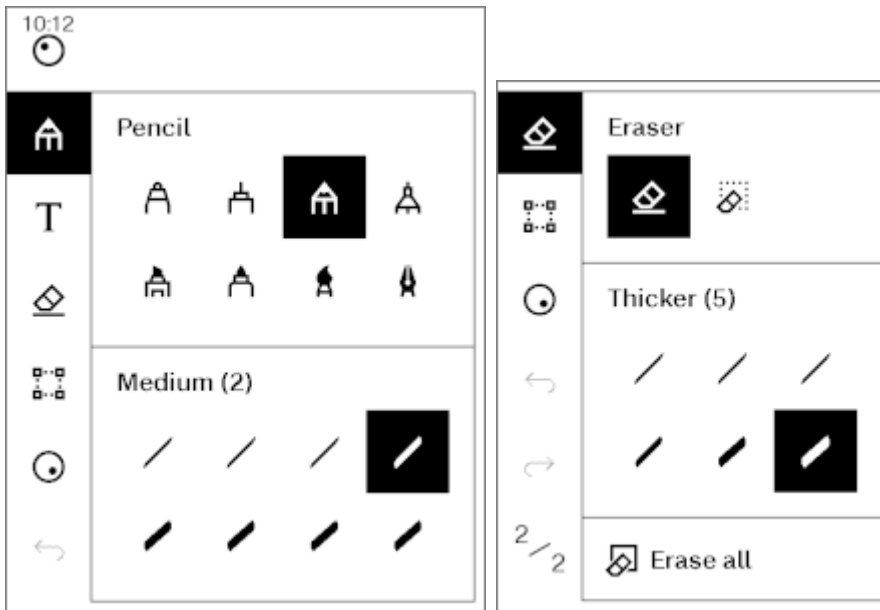 10:12
Pencil
T
Medium (2)
Eraser
Thicker (5)
2/2
Erase all